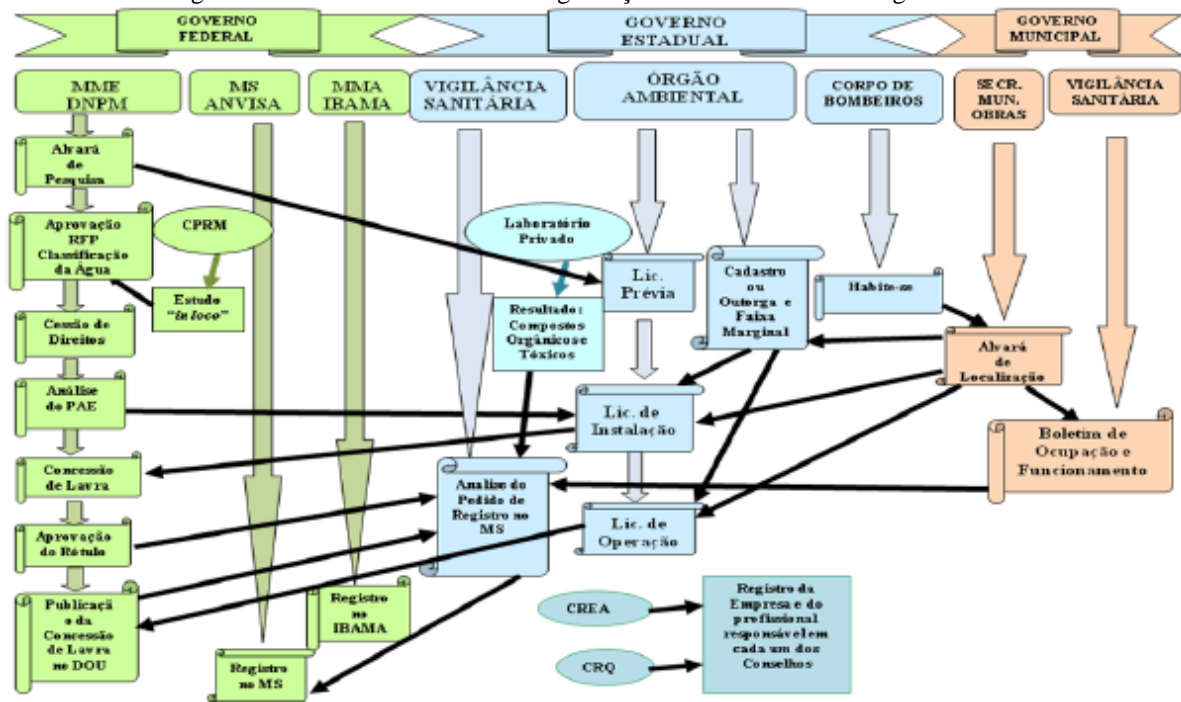 GOVERNO
FEDERAL
GOVERNO
ESTADUAL
GOVERNO
MUNICIPAL
MME
DNPM
MS
ANVISA
MMA
IBAMA
VIGILÂNCIA
SANITÁRIA
ÓRGÃO
AMBIENTAL
CORPO DE
BOMBEIROS
SECR.
MUN.
OBRAS
VIGILÂNCIA
SANITÁRIA
Alvará
de
Pesquisa
Aprovação
RFP
Classificação
da Água
CPRM
Estudo
“in loco”
Cessão de
Direitos
Análise
do PAE
Concessão
de Lavra
Aprovação
do Rótulo
Publicaçã
o da
Concessão
de Lavra
no DOU
Registro
no MS
Registro
no IBAMA
Laboratório
Privado
Resultado:
Compostos
Orgânicos e
Tóxicos
Analise do
Pedido de
Registro no
MS
Lic.
Prévia
Cadastro
ou
Outorga e
Faixa
Marginal
Lic. de
Instalação
Lic. de
Operação
Habite-se
Alvará
de
Localização
Boletim de
Ocupação e
Funcionamento
CREA
CRQ
Registro da
Empresa e do
profissional
responsável em
cada um dos
Conselhos